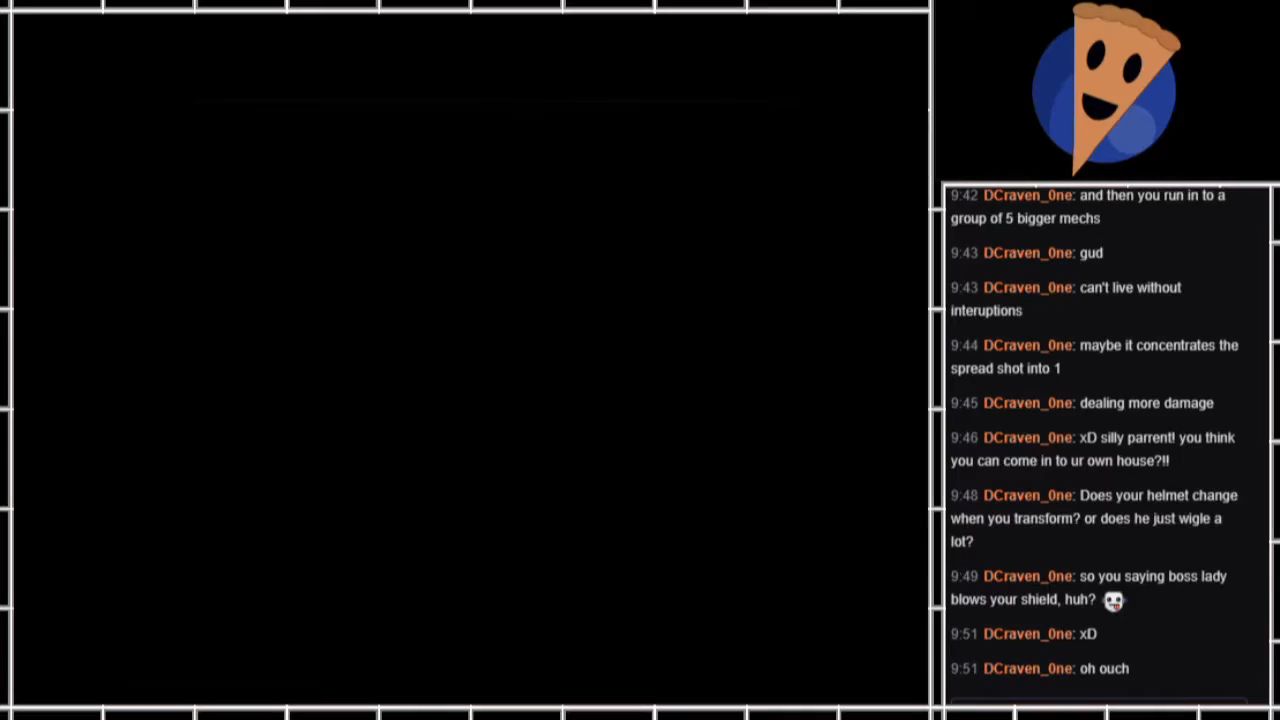 9:42 DCraven_0ne: and then you run in to a
group of 5 bigger mechs
9:43 DCraven_0ne: gud
9:43 DCraven_0ne: can't live without
interuptions
9:44 DCraven_0ne: maybe it concentrates the
spread shot into 1
9:45 DCraven_0ne: dealing more damage
9:46 DCraven_0ne: xD silly parrent! you think
you can come in to ur own house?!!
9:48 DCraven_0ne: Does your helmet change
when you transform? or does he just wigle a
lot?
9:49 DCraven_0ne: so you saying boss lady
blows your shield, huh?
9:51 DCraven_0ne: xD
9:51 DCraven_0ne: oh ouch